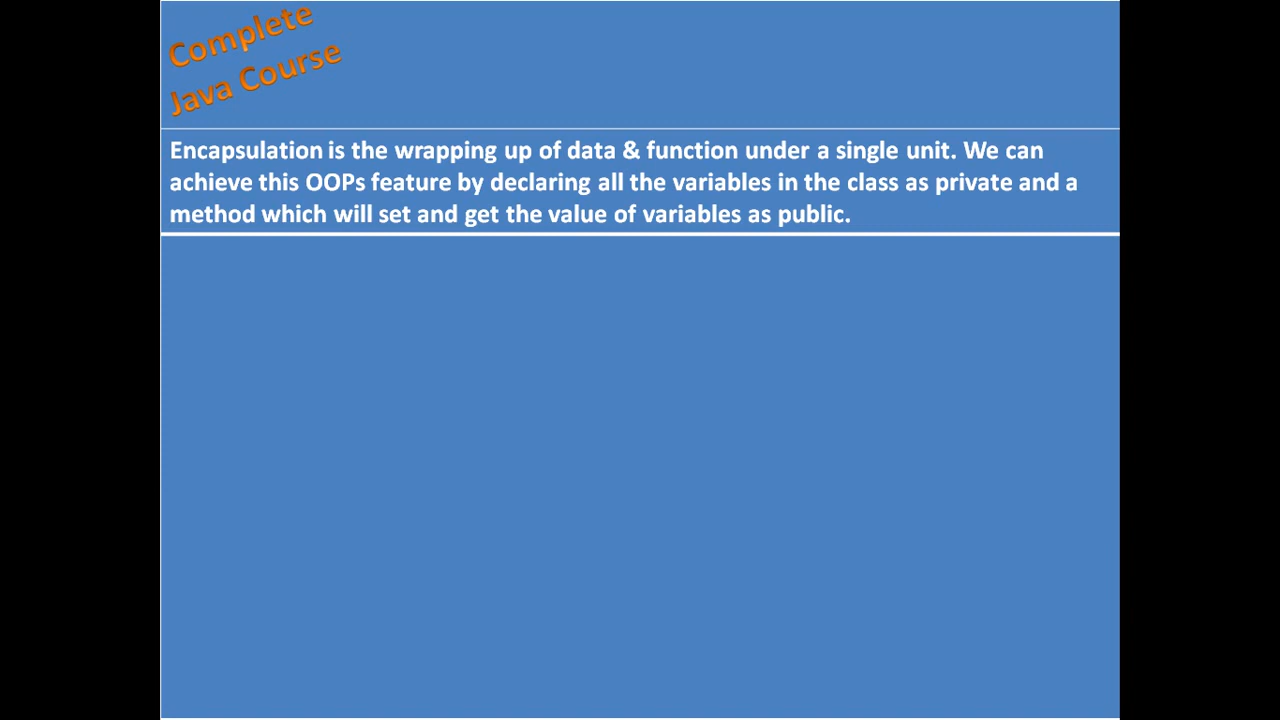 Complete
Java Course
Encapsulation is the wrapping up of data & function under a single unit. We can
achieve this OOPs feature by declaring all the variables in the class as private and a
method which will set and get the value of variables as public.